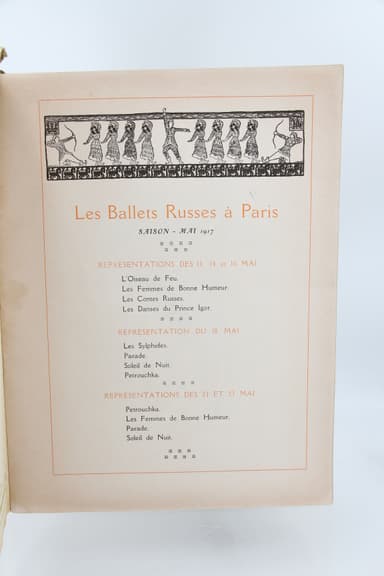 Les Ballets Russes à Paris
SAISON - MAI 1917
REPRÉSENTATIONS DES 11, 14 et 16 MAI
L'Oiseau de Feu.
Les Femmes de Bonne Humeur.
Les Contes Russes.
Les Danses du Prince Igor.
REPRÉSENTATION DU 18 MAI
Les Sylphides.
Parade.
Soleil de Nuit.
Petrouchka.
REPRÉSENTATIONS DES 21 ET 23 MAI
Petrouchka.
Les Femmes de Bonne Humeur.
Parade.
Soleil de Nuit.